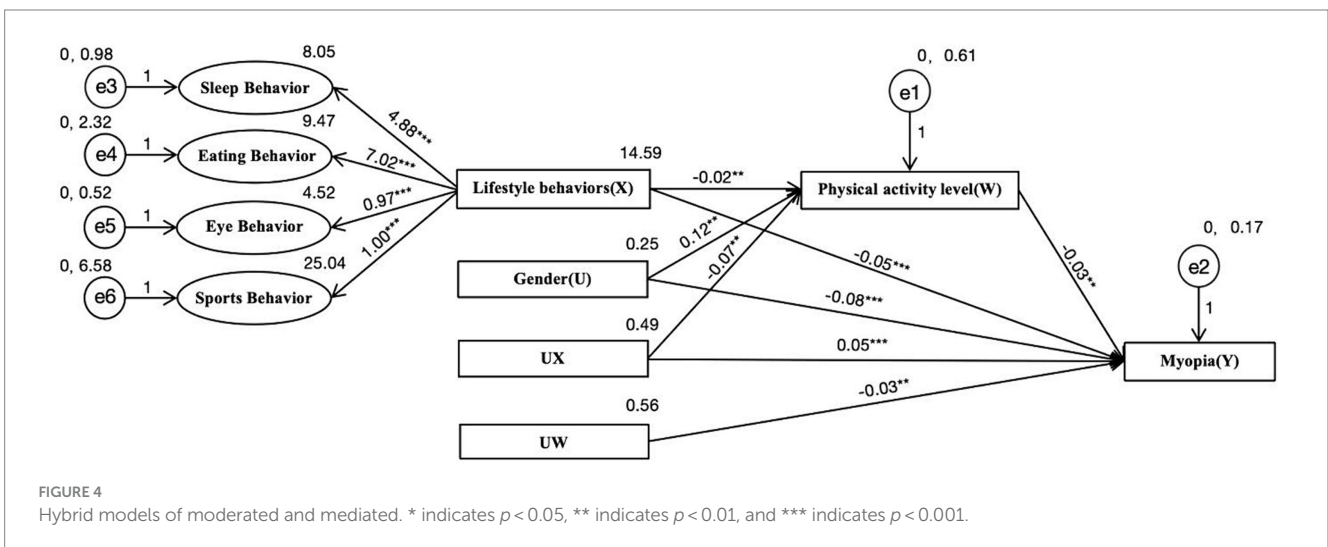 0, 0.98
e3
1
8.05
Sleep Behavior
0, 2.32
e4
1
9.47
Eating Behavior
0, 0.52
e5
1
4.52
Eye Behavior
0, 6.58
e6
1
25.04
Sports Behavior
4.88***
7.02***
0.97***
1.00***
14.59
Lifestyle behaviors(X)
0.25
Gender(U)
0.49
UX
0.56
UW
-0.02**
0.12**
-0.07**
-0.05***
-0.08***
0.05***
-0.03**
0, 0.61
e1
1
Physical activity level(W)
-0.03**
0, 0.17
e2
1
Myopia(Y)
FIGURE 4
Hybrid models of moderated and mediated. * indicates p < 0.05, ** indicates p < 0.01, and *** indicates p < 0.001.